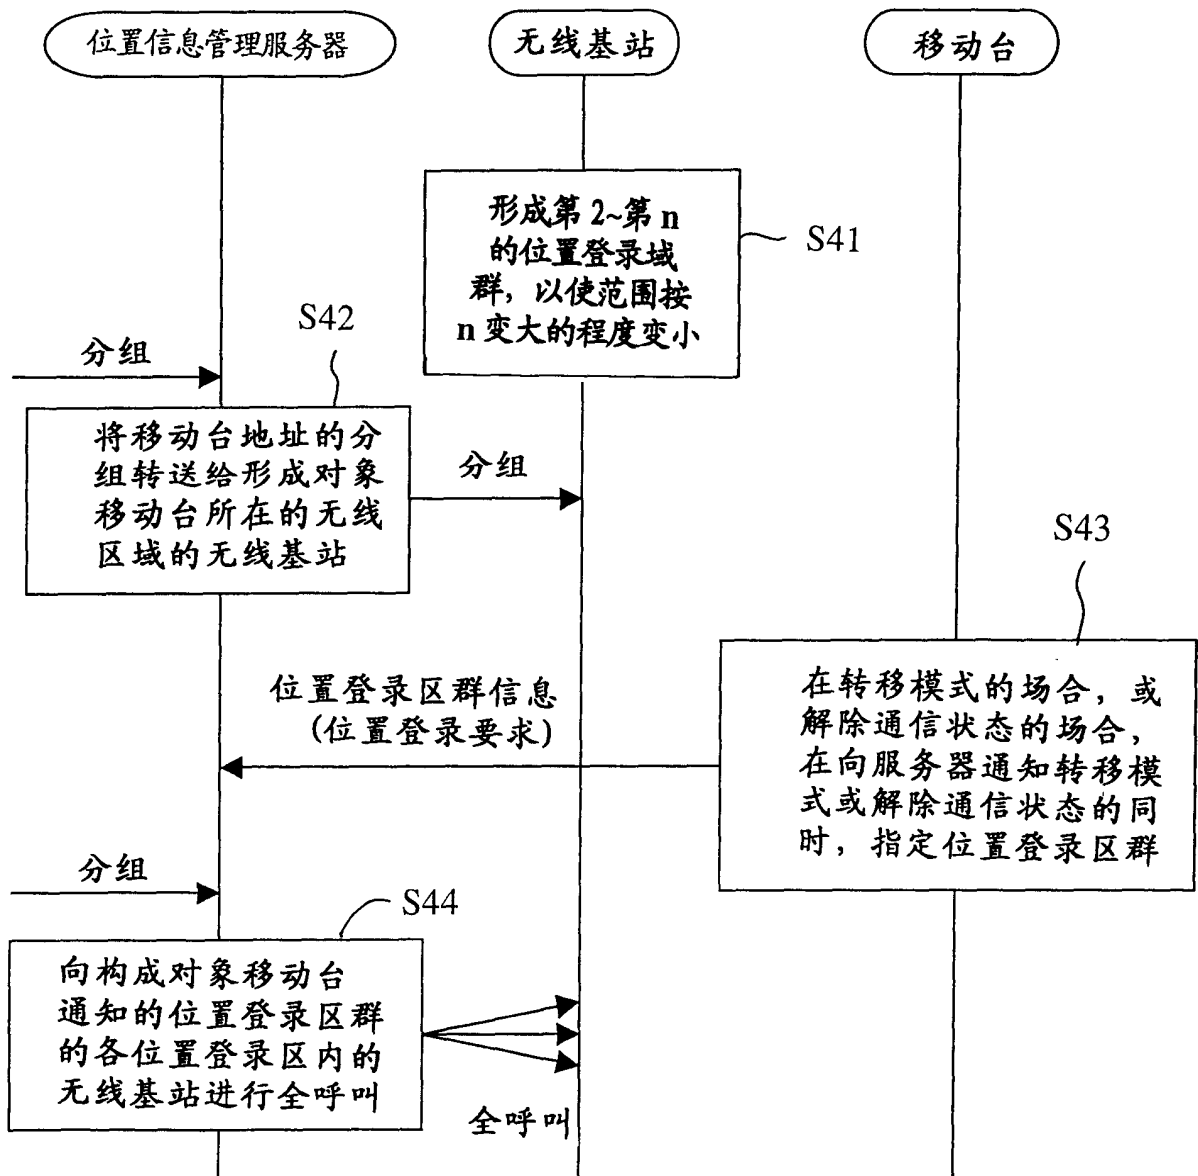 位置信息管理服务器
无线基站
移动台
形成第2~第n
的位置登录域
群，以使范围按
n变大的程度变小
S41
S42
分组
将移动台地址的分
组转送给形成对象
移动台所在的无线
区域的无线基站
分组
S43
在转移模式的场合，或
解除通信状态的场合，
在向服务器通知转移模
式或解除通信状态的同
时，指定位置登录区群
位置登录区群信息
(位置登录要求)
分组
S44
向构成对象移动台
通知的位置登录区群
的各位置登录区内的
无线基站进行全呼叫
全呼叫